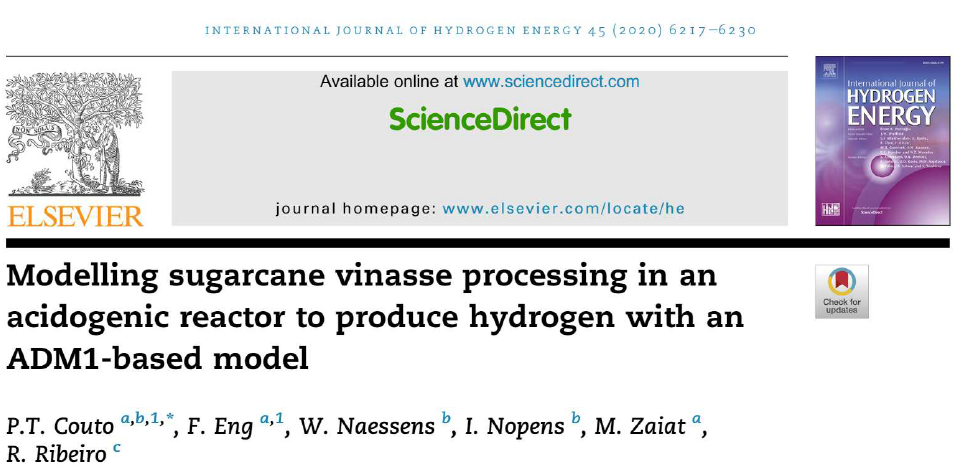 INTERNATIONAL JOURNAL OF HYDROGEN ENERGY 45 (2020) 6217–6230
Available online at www.sciencedirect.com
ScienceDirect
journal homepage: www.elsevier.com/locate/he
NON SOLUS
ELSEVIER
International Journal of
HYDROGEN
ENERGY
Modelling sugarcane vinasse processing in an
acidogenic reactor to produce hydrogen with an
ADM1-based model
Check for
updates
P.T. Couto a,b,1,*, F. Eng a,1, W. Naessens b, I. Nopens b, M. Zaiat a,
R. Ribeiro c